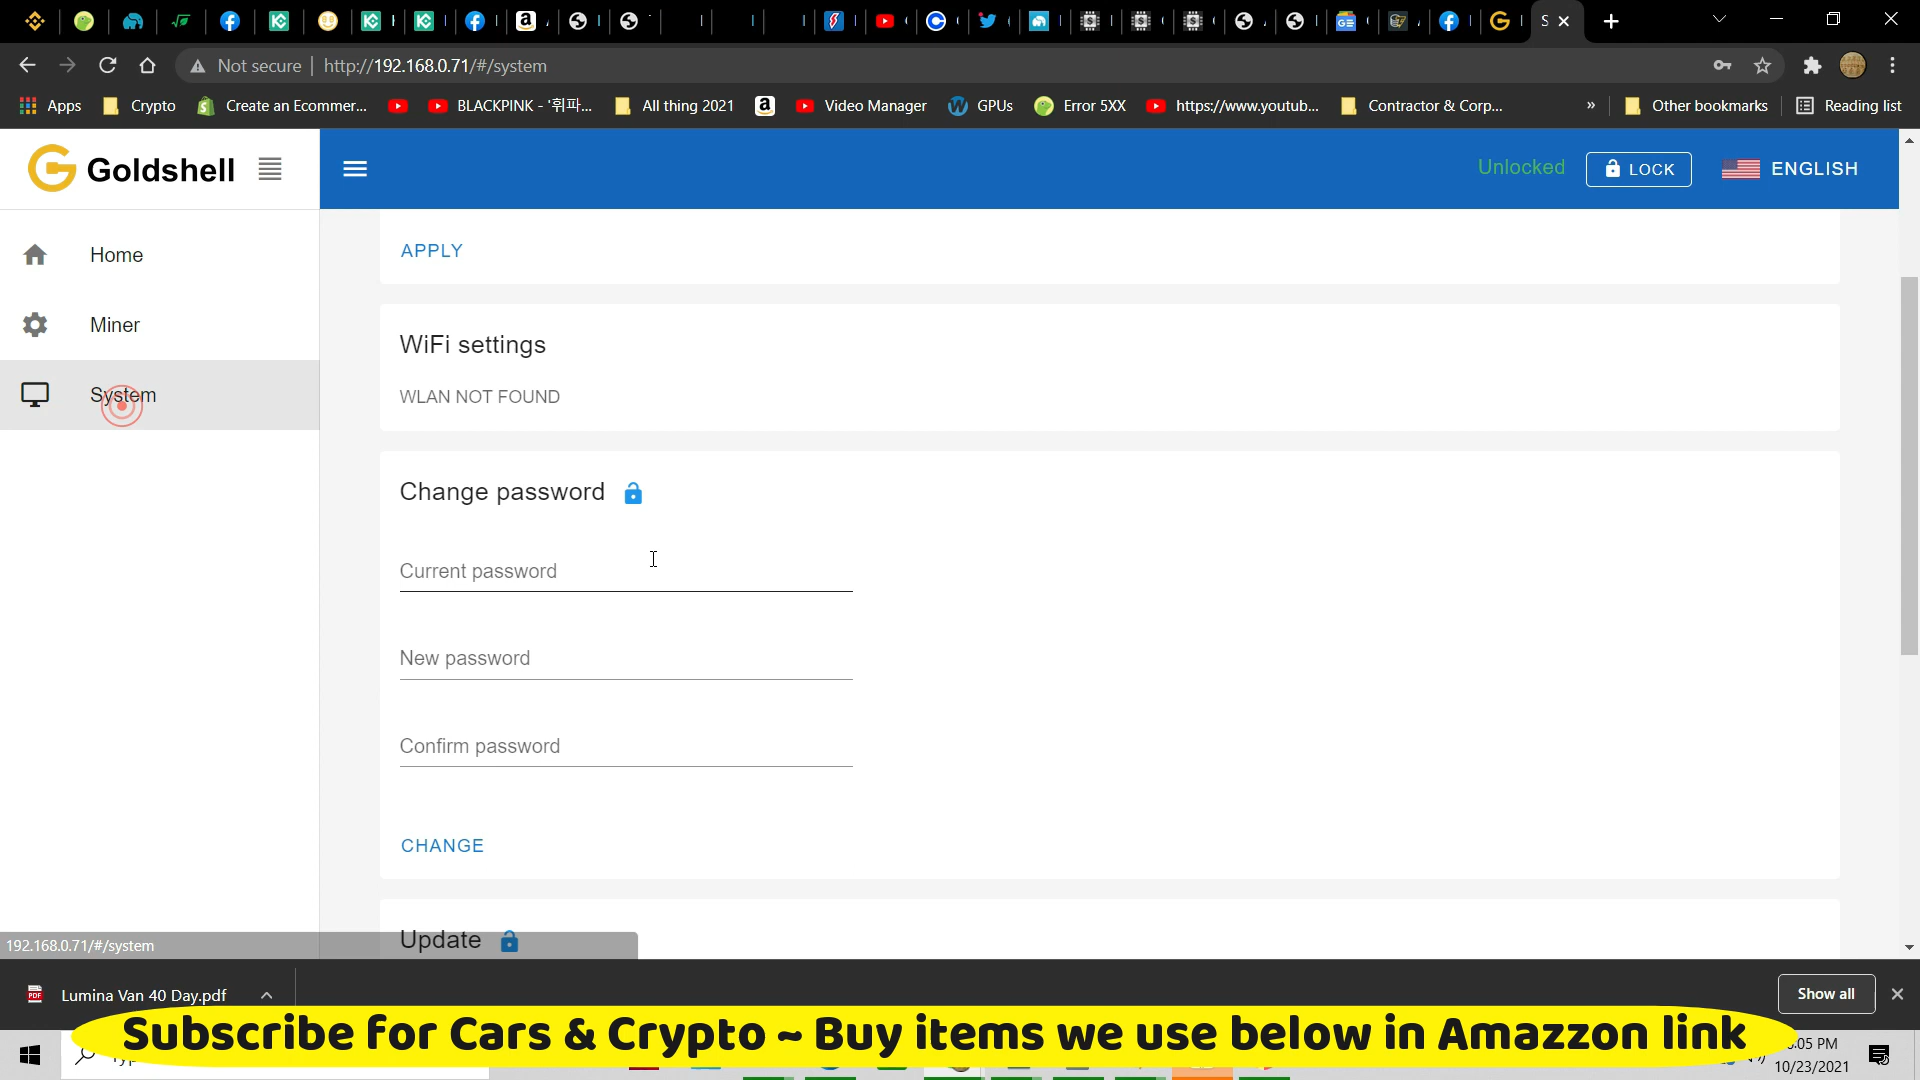 S
Not secure
http://192.168.0.71/#/system
Apps
Crypto
Create an Ecommer...
BLACKPINK - '휘파...
All thing 2021
Video Manager
GPUs
Error 5XX
https://www.youtub...
Contractor & Corp...
»
Other bookmarks
Reading list
Goldshell
Unlocked
LOCK
ENGLISH
Home
Miner
System
APPLY
WiFi settings
WLAN NOT FOUND
Change password
Current password
New password
Confirm password
CHANGE
Update
192.168.0.71/#/system
Lumina Van 40 Day.pdf
Show all
Subscribe for Cars & Crypto ~ Buy items we use below in Amazzon link
:05 PM
10/23/2021